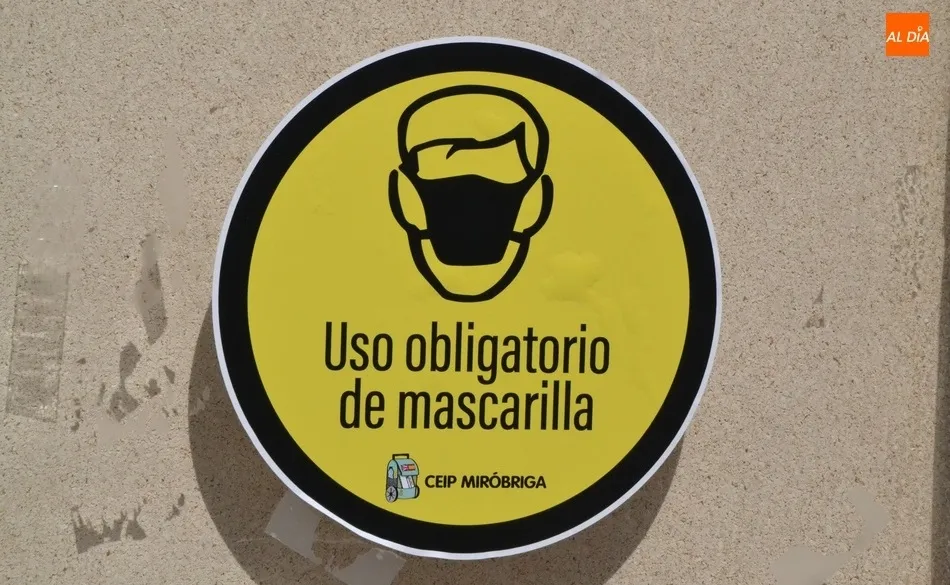 AL DÍA
Uso obligatorio
de mascarilla
CEIP MIRÓBRIGA